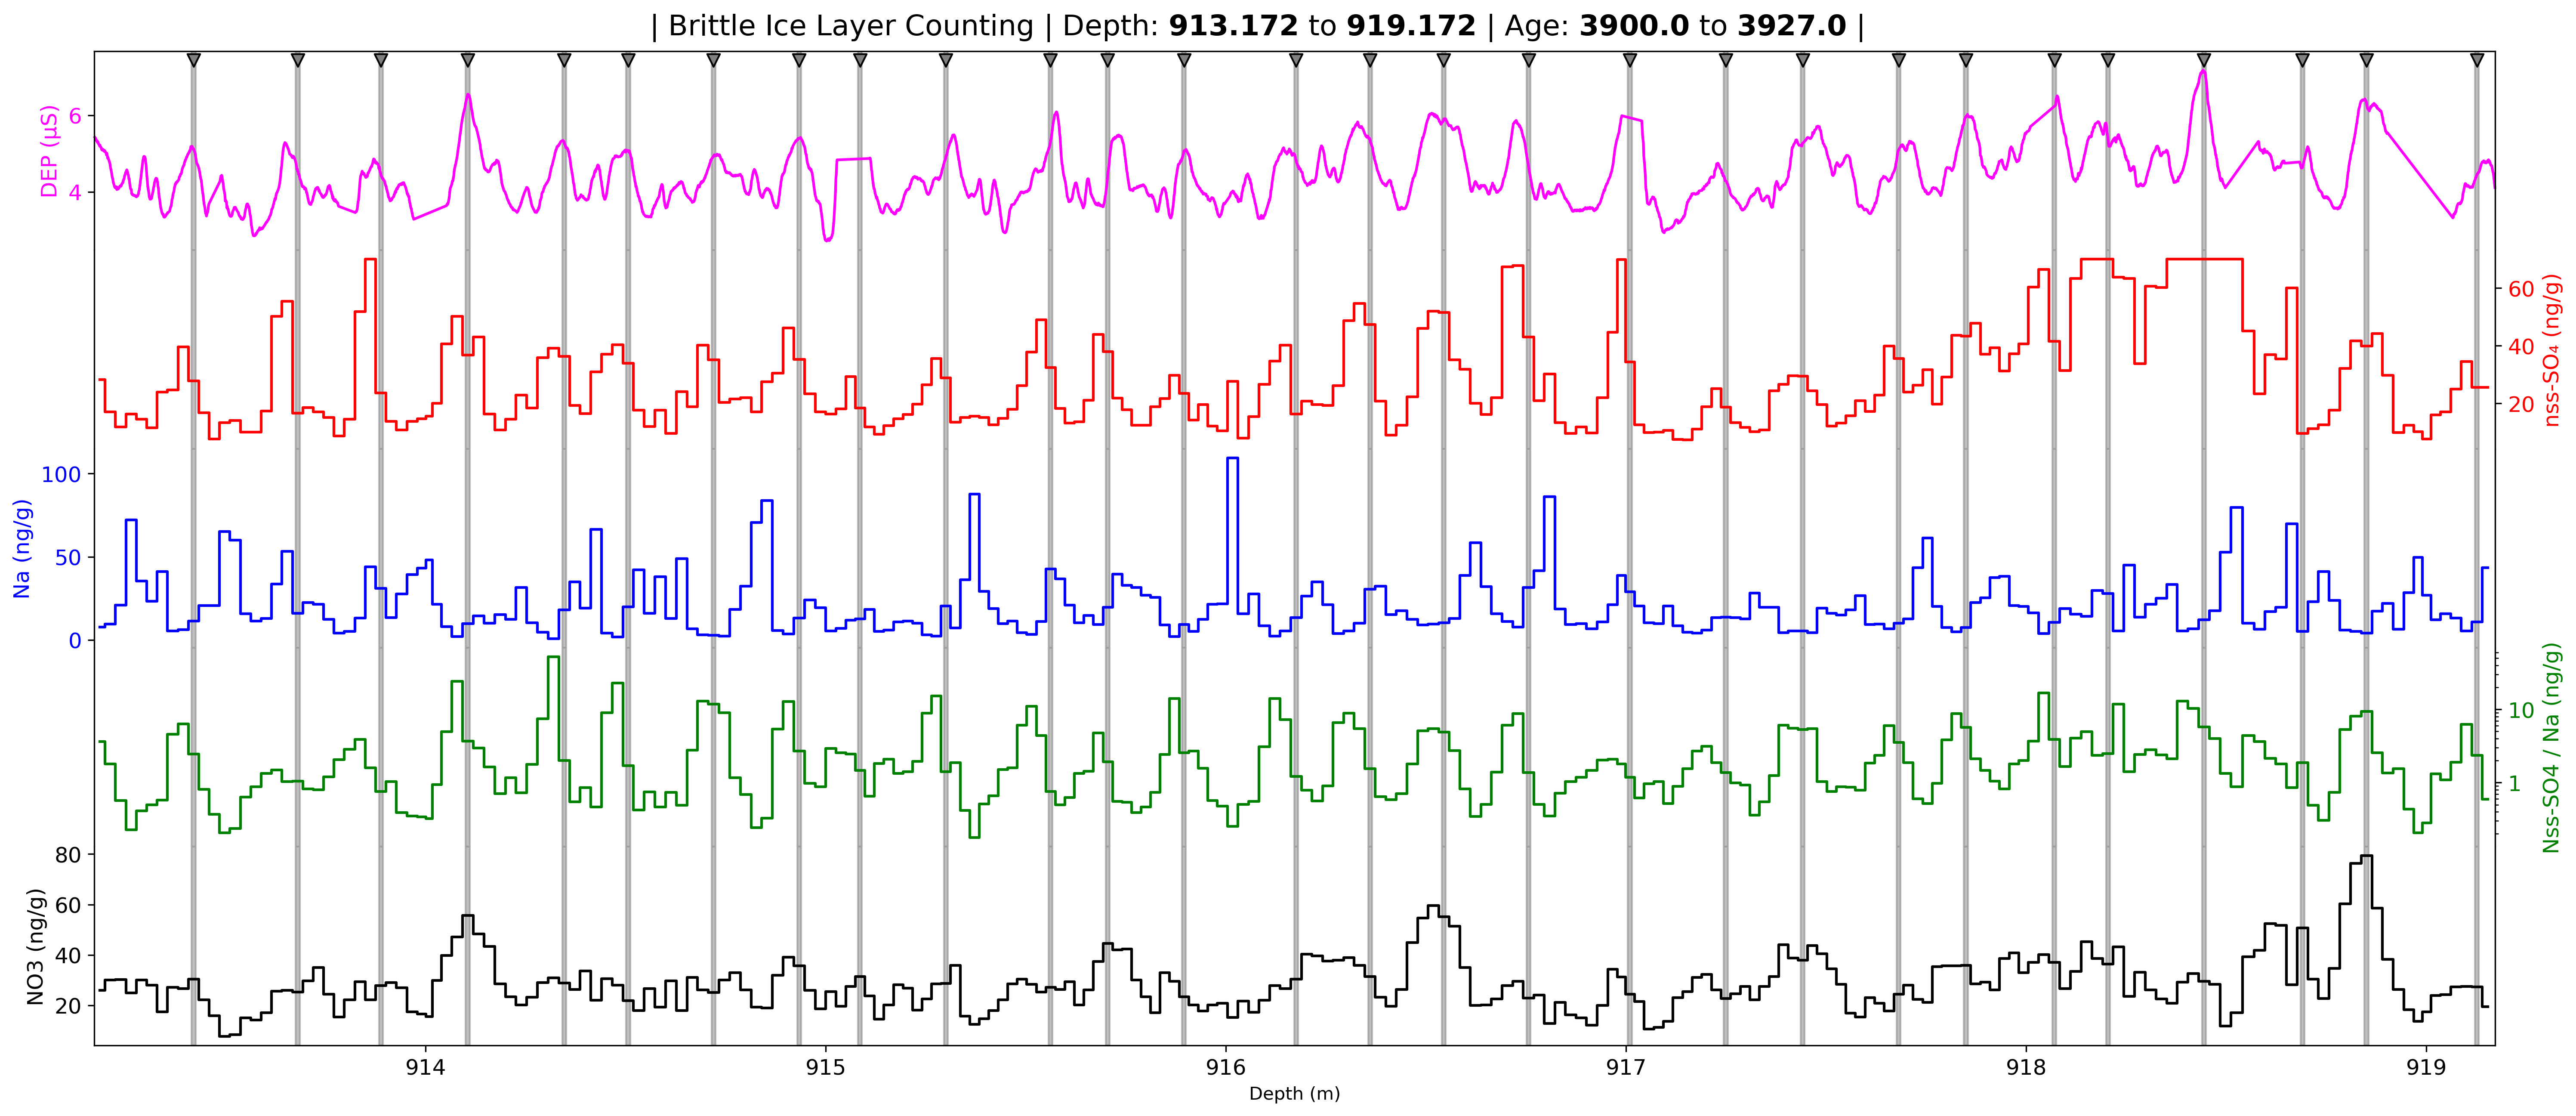 | Brittle Ice Layer Counting | Depth: 913.172 to 919.172 | Age: 3900.0 to 3927.0 |
DEP (µS)
6
4
nss-SO₄ (ng/g)
60
40
20
Na (ng/g)
100
50
0
Nss-SO4 / Na (ng/g)
10
1
NO3 (ng/g)
80
60
40
20
914 915 916 917 918 919
Depth (m)